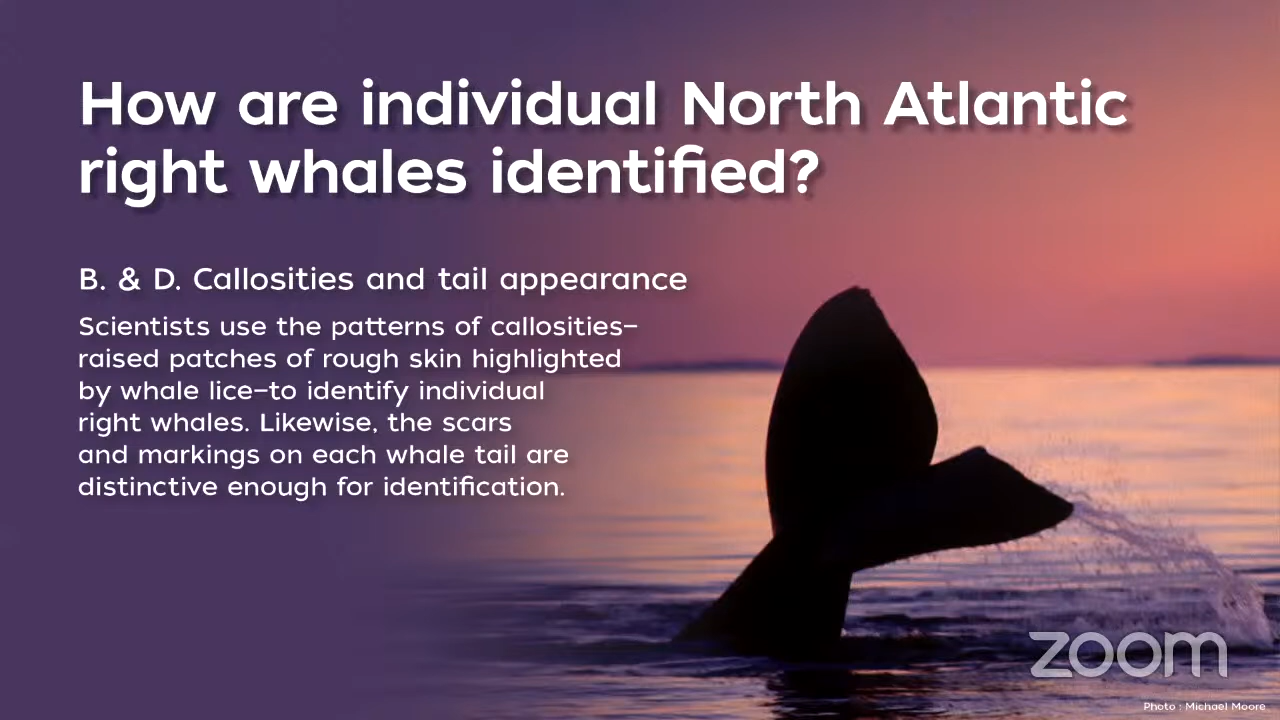 How are individual North Atlantic
right whales identified?
B. & D. Callosities and tail appearance
Scientists use the patterns of callosities–
raised patches of rough skin highlighted
by whale lice–to identify individual
right whales. Likewise, the scars
and markings on each whale tail are
distinctive enough for identification.
zoom
Photo : Michael Moore